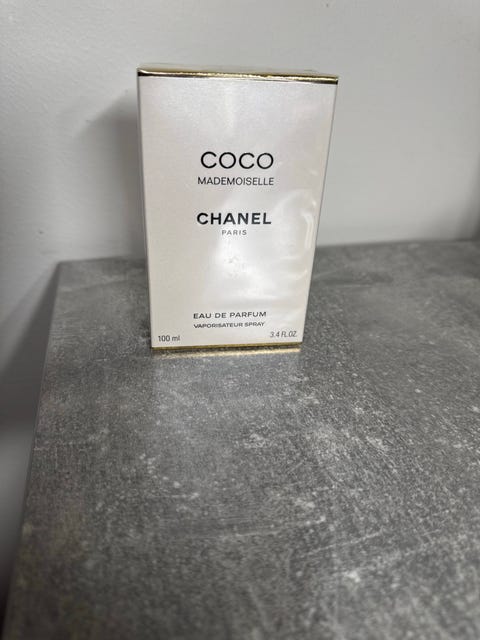 COCO
MADEMOISELLE
CHANEL
PARIS
EAU DE PARFUM
VAPORISATEUR SPRAY
100 ml 3.4 FL.OZ.